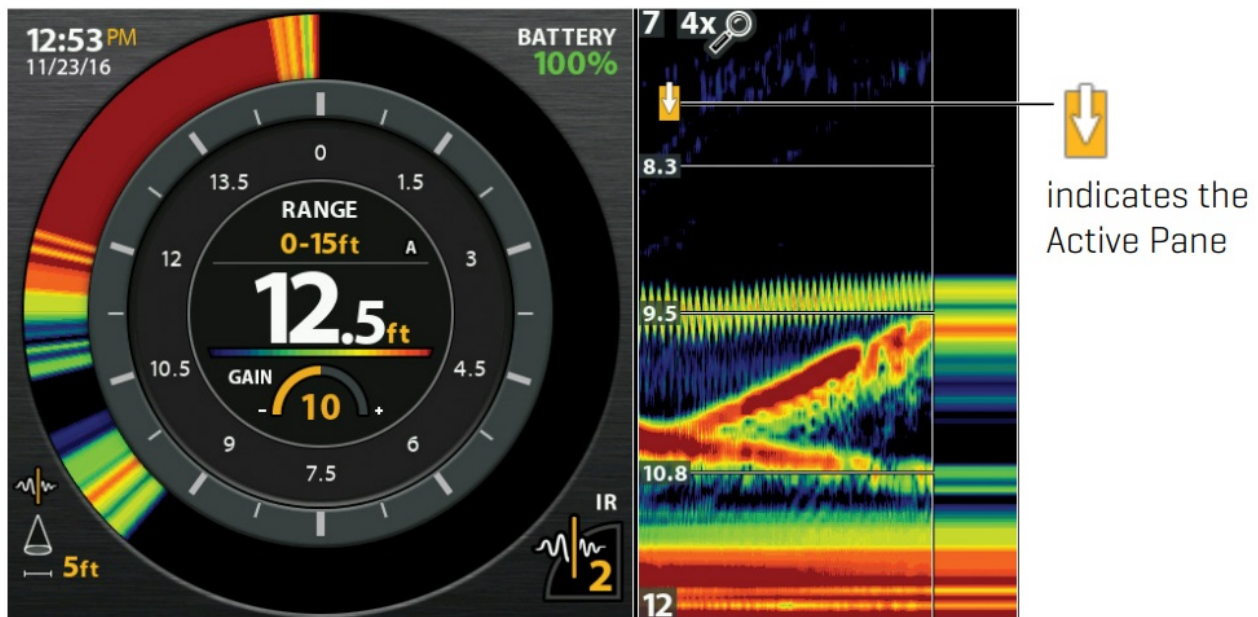 12:53 PM
11/23/16
BATTERY
100%
0
1.5
3
4.5
6
7.5
9
10.5
12
13.5
RANGE
0-15ft A
12.5ft
GAIN
- 10 +
5ft
IR
2
7 4x
8.3
9.5
10.8
12
indicates the
Active Pane